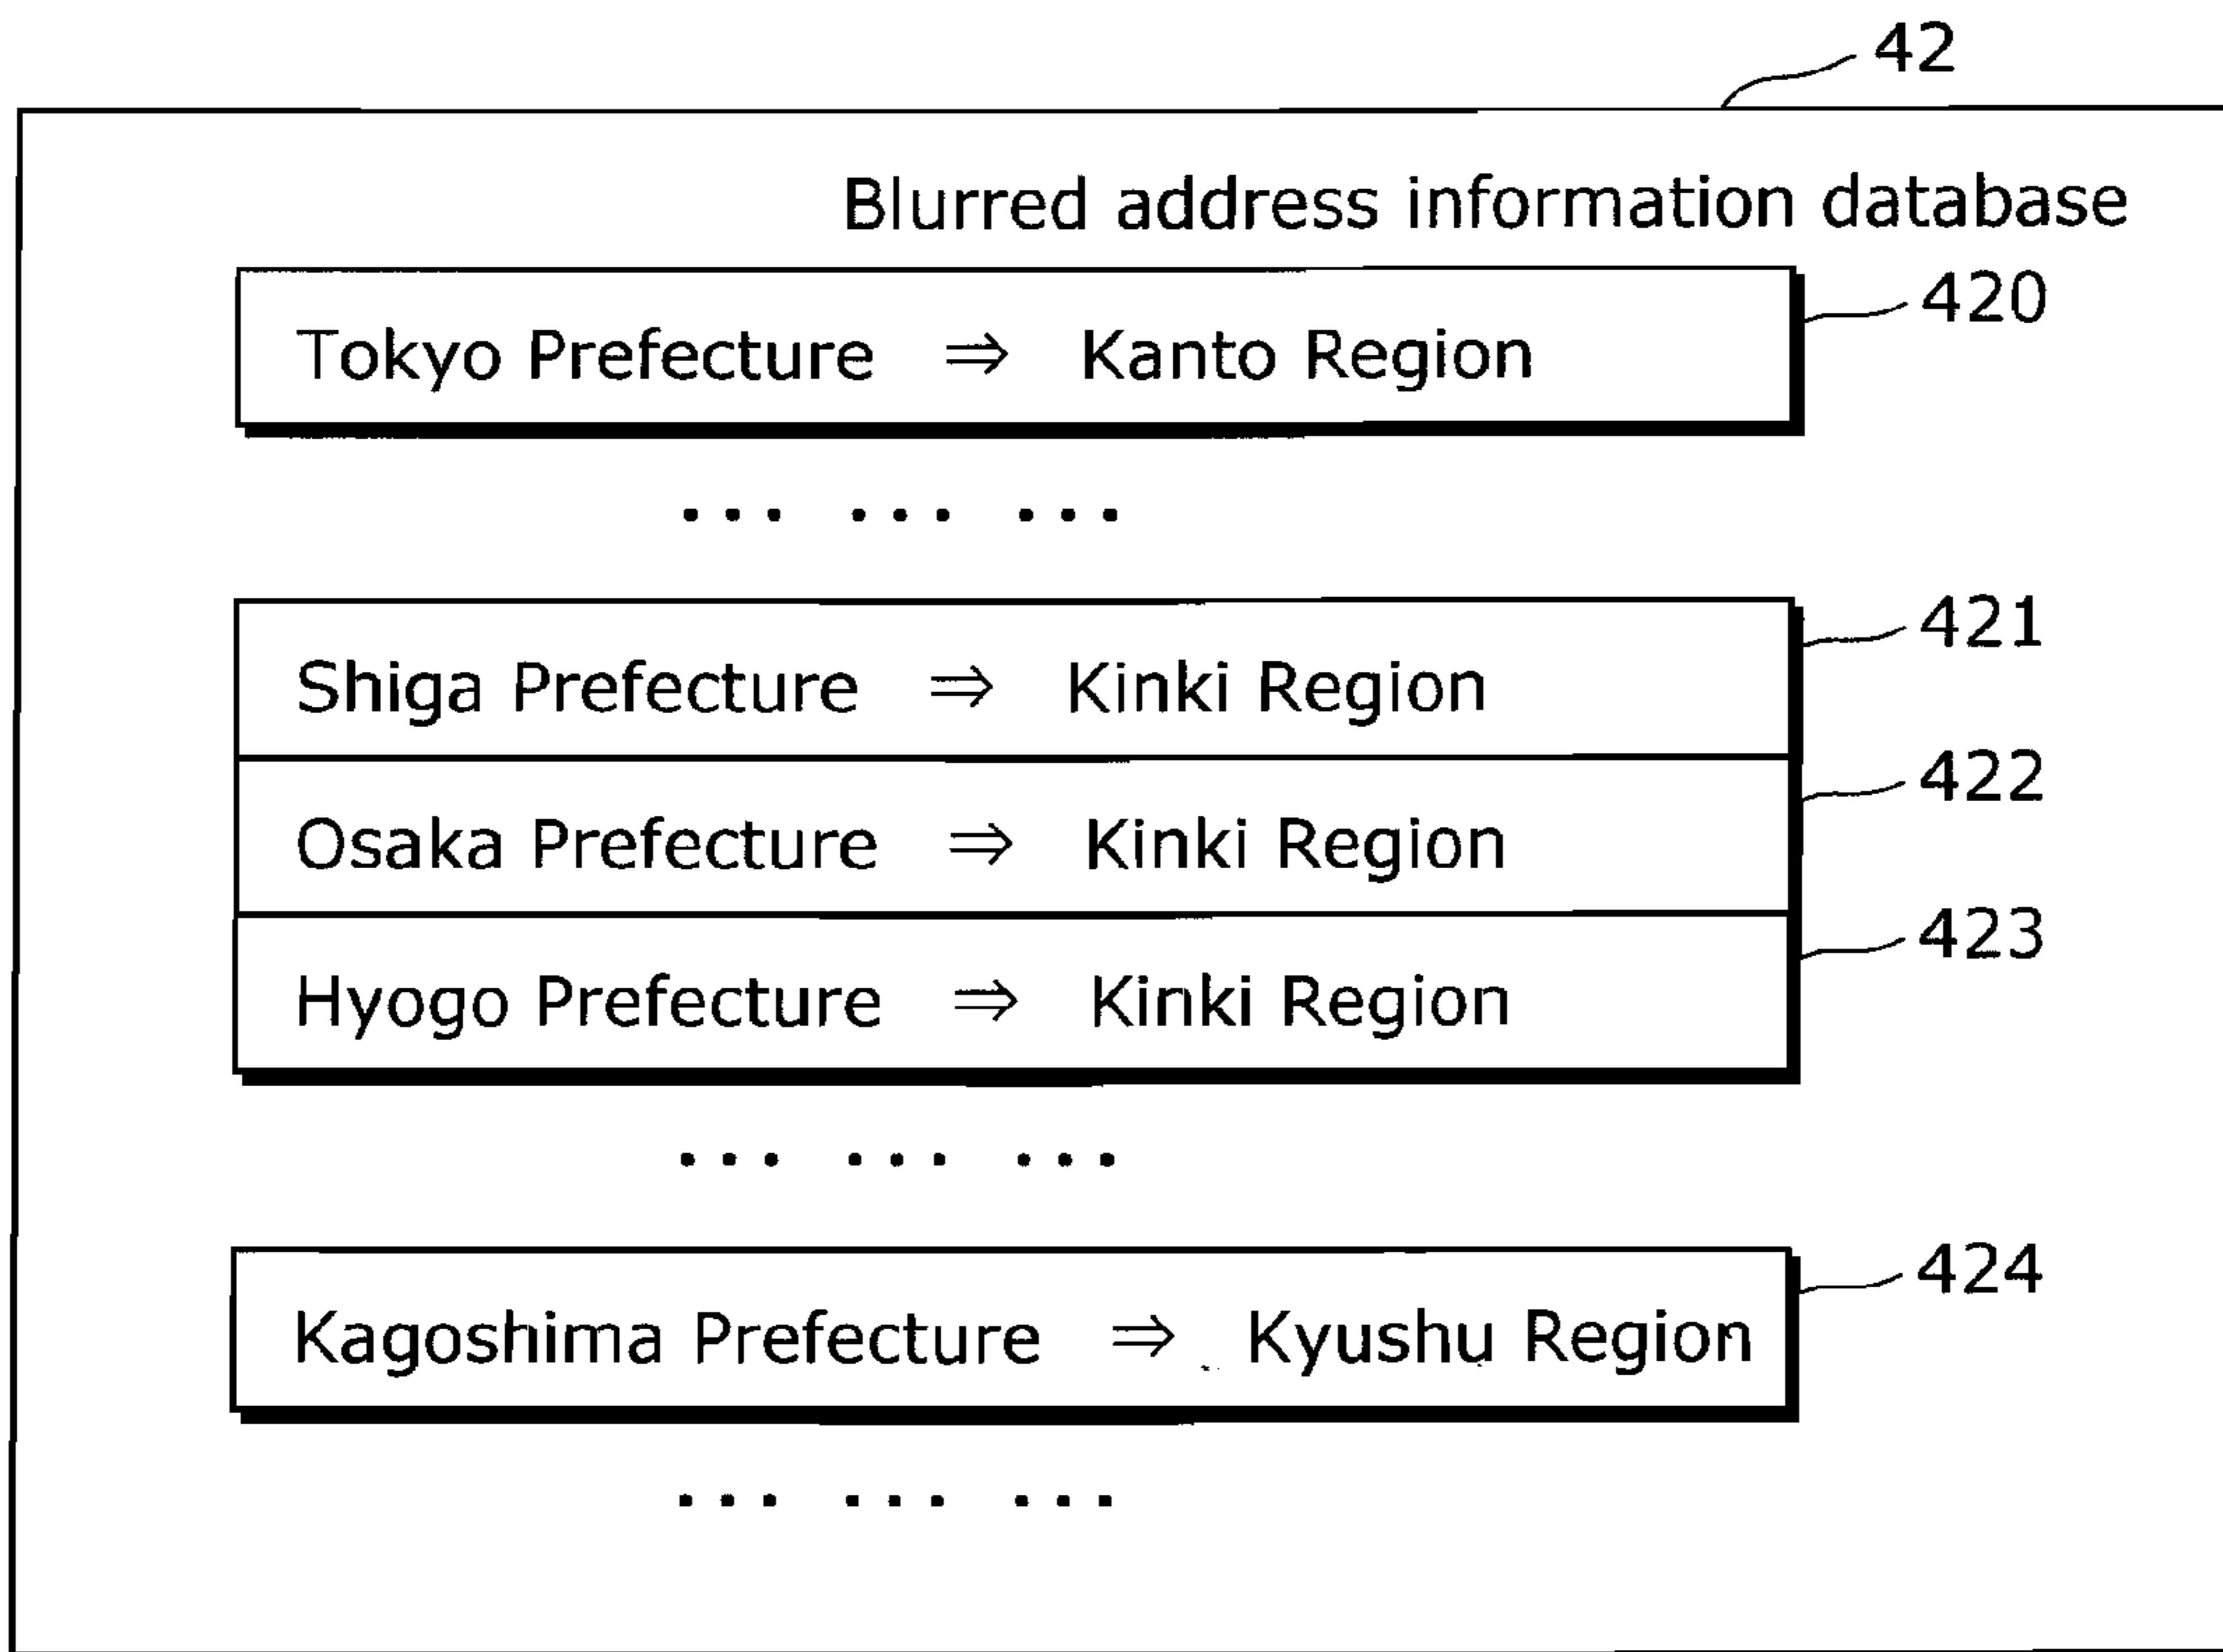 42
Blurred address information database
Tokyo Prefecture ⇒ Kanto Region 420
... ... ...
Shiga Prefecture ⇒ Kinki Region 421
Osaka Prefecture ⇒ Kinki Region 422
Hyogo Prefecture ⇒ Kinki Region 423
... ... ...
Kagoshima Prefecture ⇒ Kyushu Region 424
... ... ...